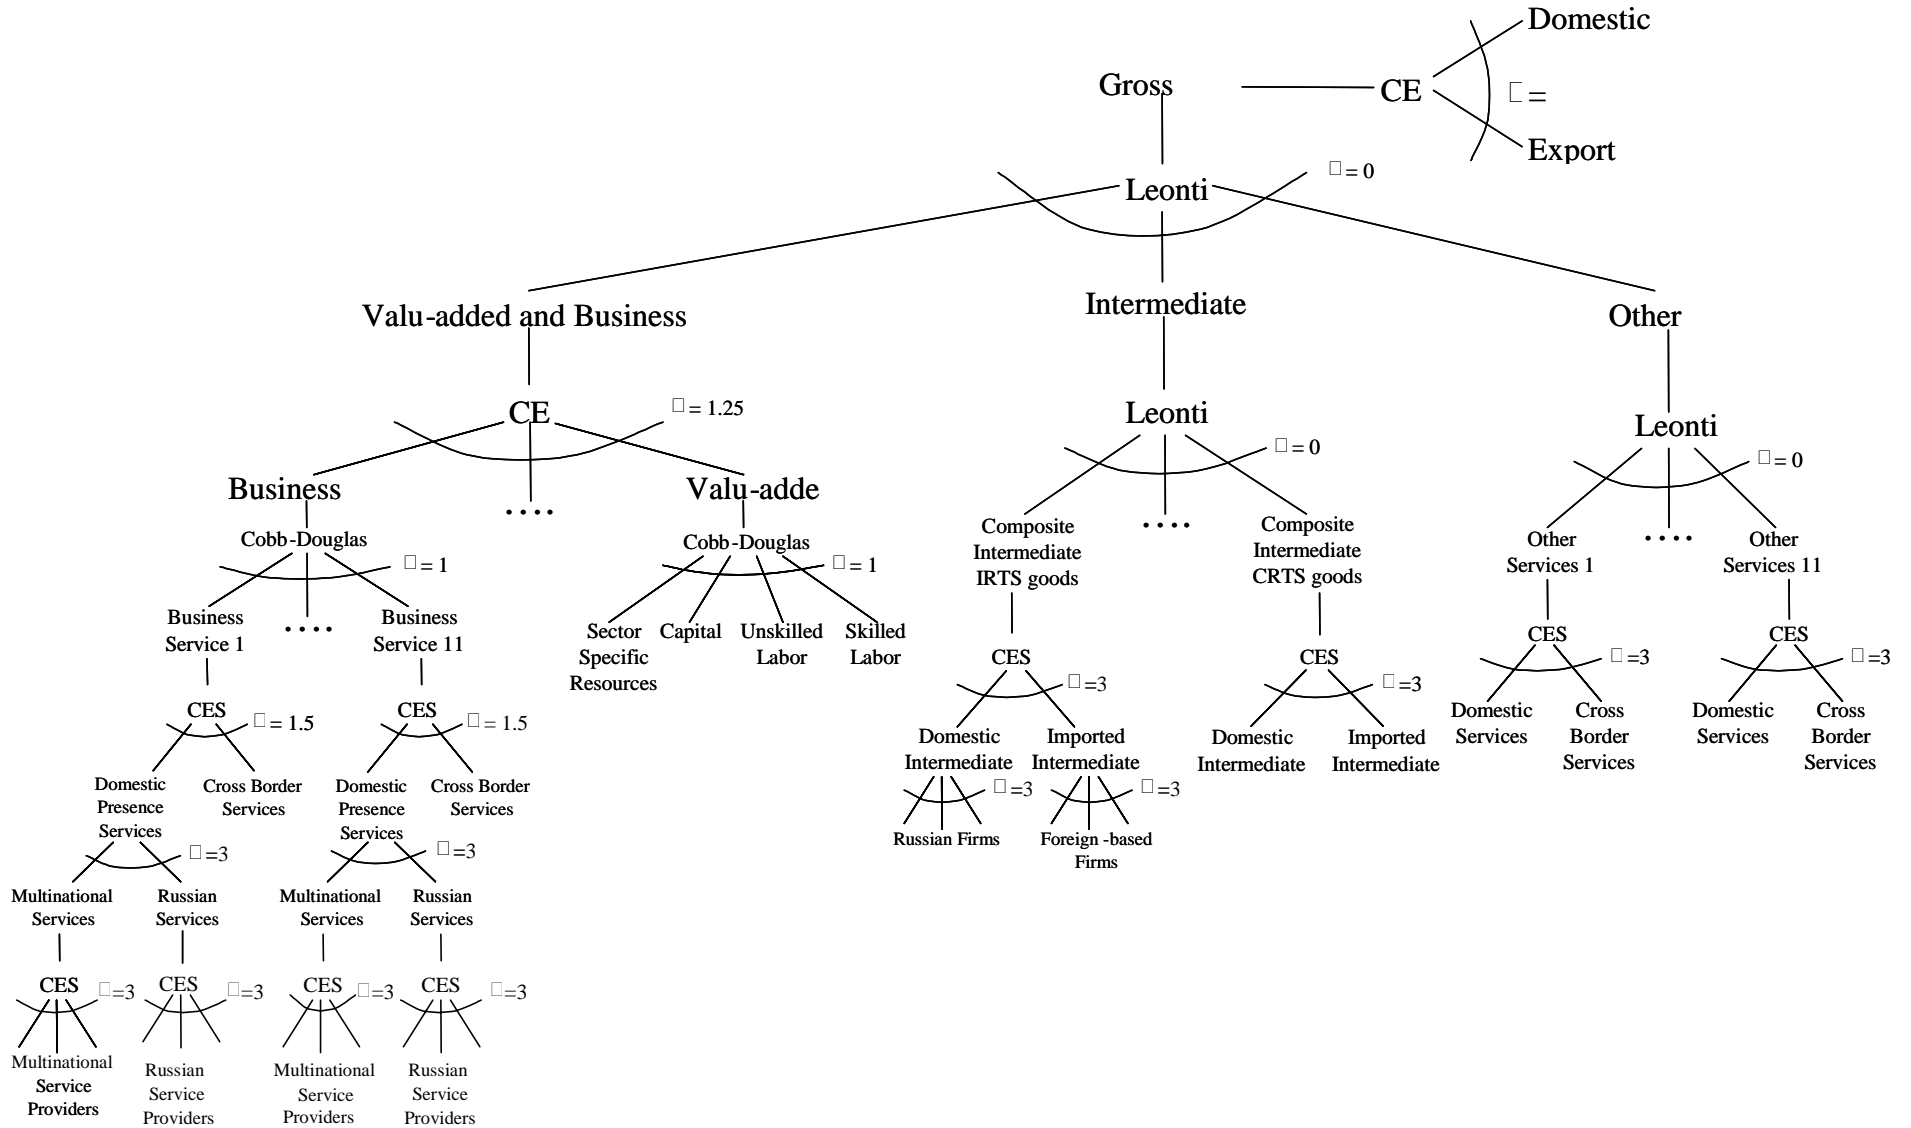 Domestic
Gross
CE
□ =
Export
□ = 0
Leonti
Valu-added and Business
Intermediate
Other
CE
□ = 1.25
Leonti
□ = 0
Leonti
□ = 0
Business
....
Valu-adde
Cobb-Douglas
□ = 1
Cobb-Douglas
□ = 1
Composite
Intermediate
IRTS goods
....
Composite
Intermediate
CRTS goods
Other
Services 1
....
Other
Services 11
Business
Service 1
....
Business
Service 11
Sector
Specific
Resources
Capital
Unskilled
Labor
Skilled
Labor
CES
□=3
CES
□=3
CES
□=3
CES
□=3
CES
□ = 1.5
CES
□ = 1.5
Domestic
Intermediate
Imported
Intermediate
Domestic
Intermediate
Imported
Intermediate
Domestic
Services
Cross
Border
Services
Domestic
Services
Cross
Border
Services
Domestic
Presence
Services
Cross Border
Services
Domestic
Presence
Services
Cross Border
Services
□=3
□=3
Russian Firms
Foreign -based
Firms
□=3
□=3
Multinational
Services
Russian
Services
Multinational
Services
Russian
Services
CES
□=3
CES
□=3
CES
□=3
CES
□=3
Multinational
Service
Providers
Russian
Service
Providers
Multinational
Service
Providers
Russian
Service
Providers